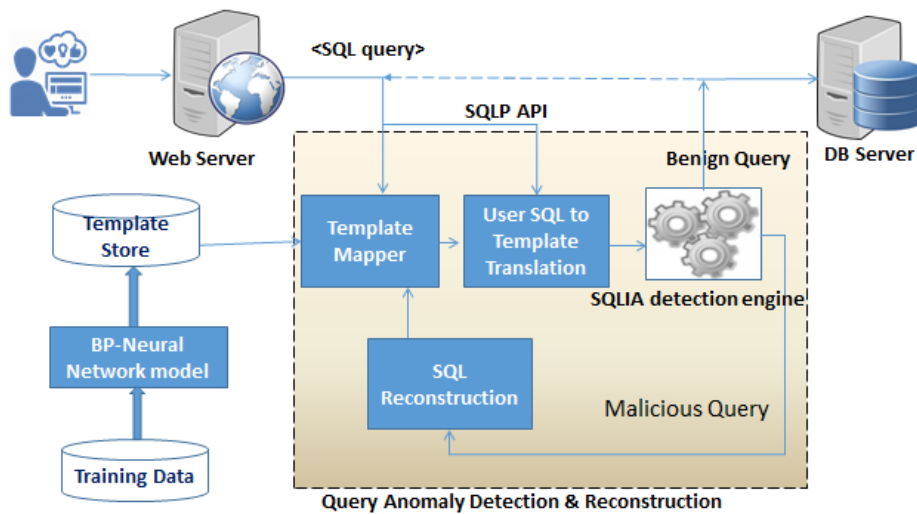 <SQL query>
SQLP API
Web Server
Benign Query
DB Server
Template
Store
Template
Mapper
User SQL to
Template
Translation
SQLIA detection engine
BP-Neural
Network model
SQL
Reconstruction
Malicious Query
Training Data
Query Anomaly Detection & Reconstruction